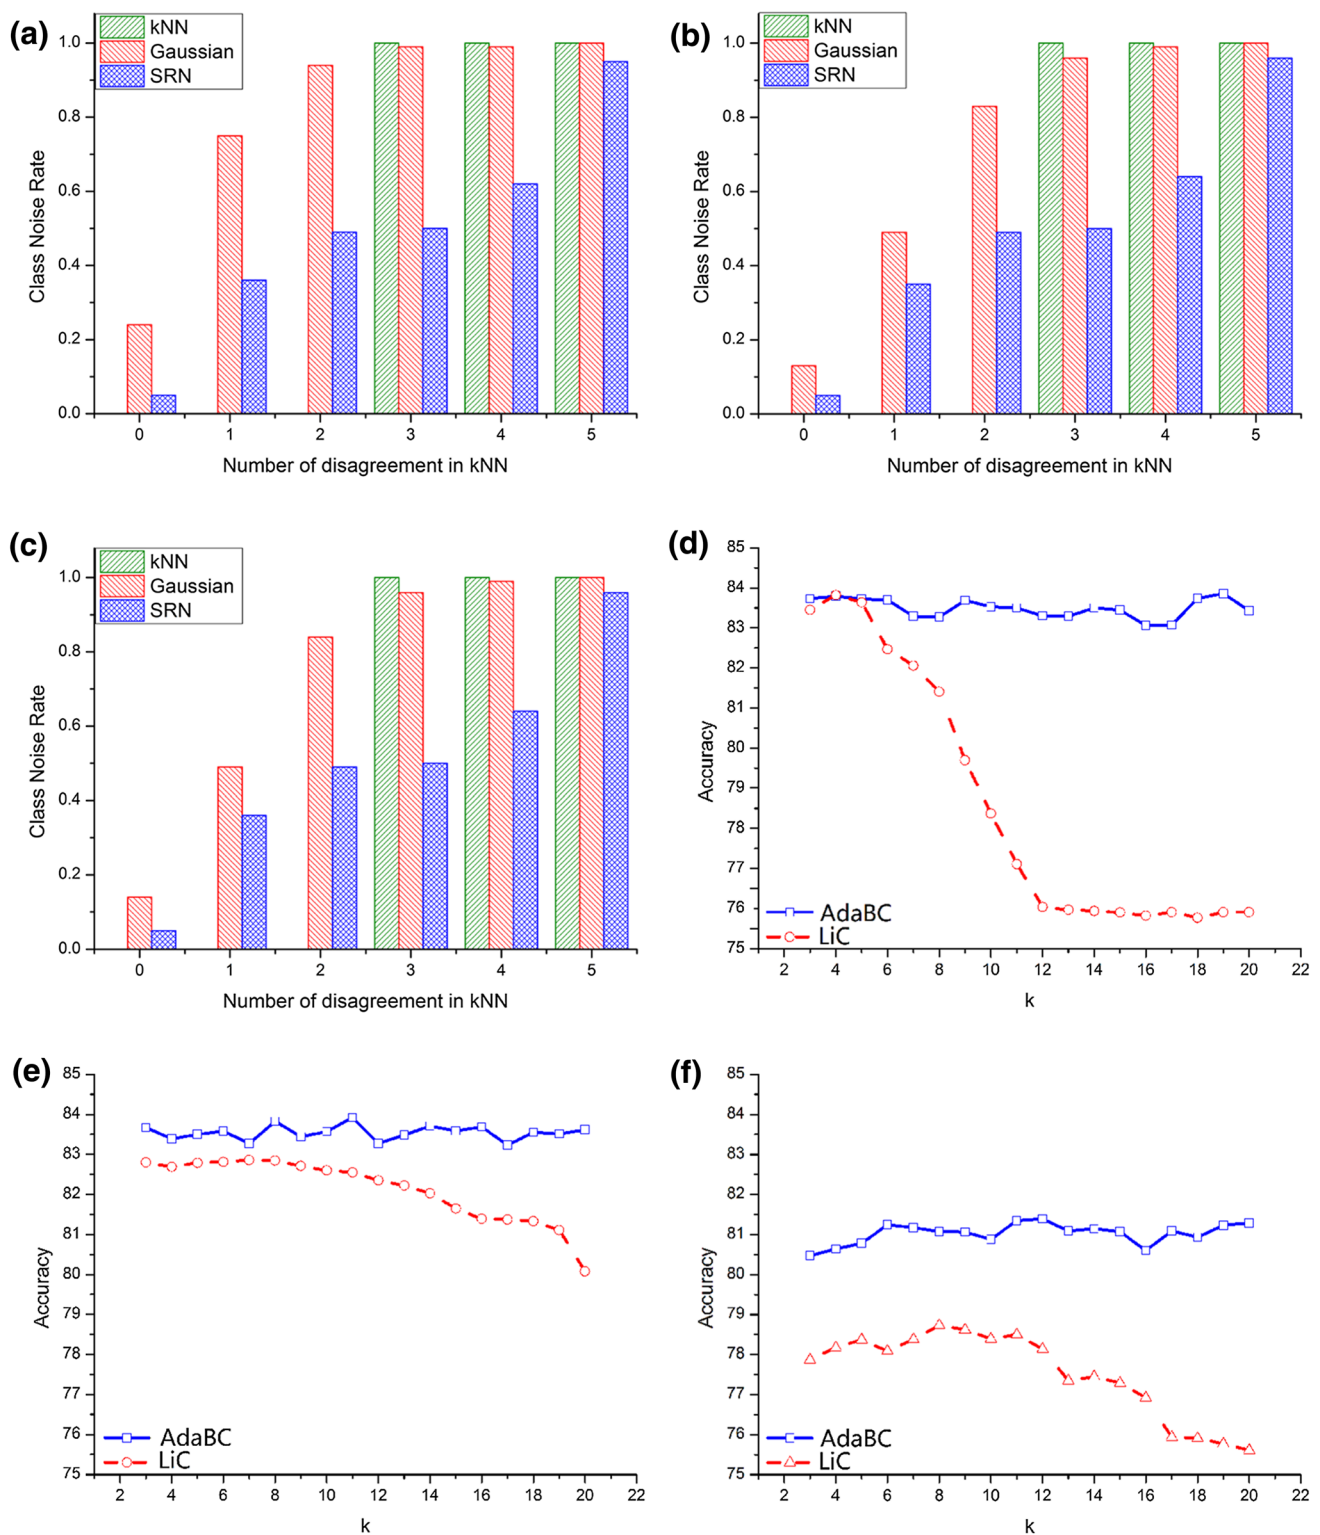 (a)
kNN
Gaussian
SRN
1.0
0.8
0.6
0.4
0.2
0.0
Class Noise Rate
0 1 2 3 4 5
Number of disagreement in kNN
(b)
kNN
Gaussian
SRN
1.0
0.8
0.6
0.4
0.2
0.0
Class Noise Rate
0 1 2 3 4 5
Number of disagreement in kNN
(c)
kNN
Gaussian
SRN
1.0
0.8
0.6
0.4
0.2
0.0
Class Noise Rate
0 1 2 3 4 5
Number of disagreement in kNN
(d)
85
84
83
82
81
80
79
78
77
76
75
Accuracy
AdaBC
LiC
2 4 6 8 10 12 14 16 18 20 22
k
(e)
85
84
83
82
81
80
79
78
77
76
75
Accuracy
AdaBC
LiC
2 4 6 8 10 12 14 16 18 20 22
k
(f)
85
84
83
82
81
80
79
78
77
76
75
Accuracy
AdaBC
LiC
2 4 6 8 10 12 14 16 18 20 22
k